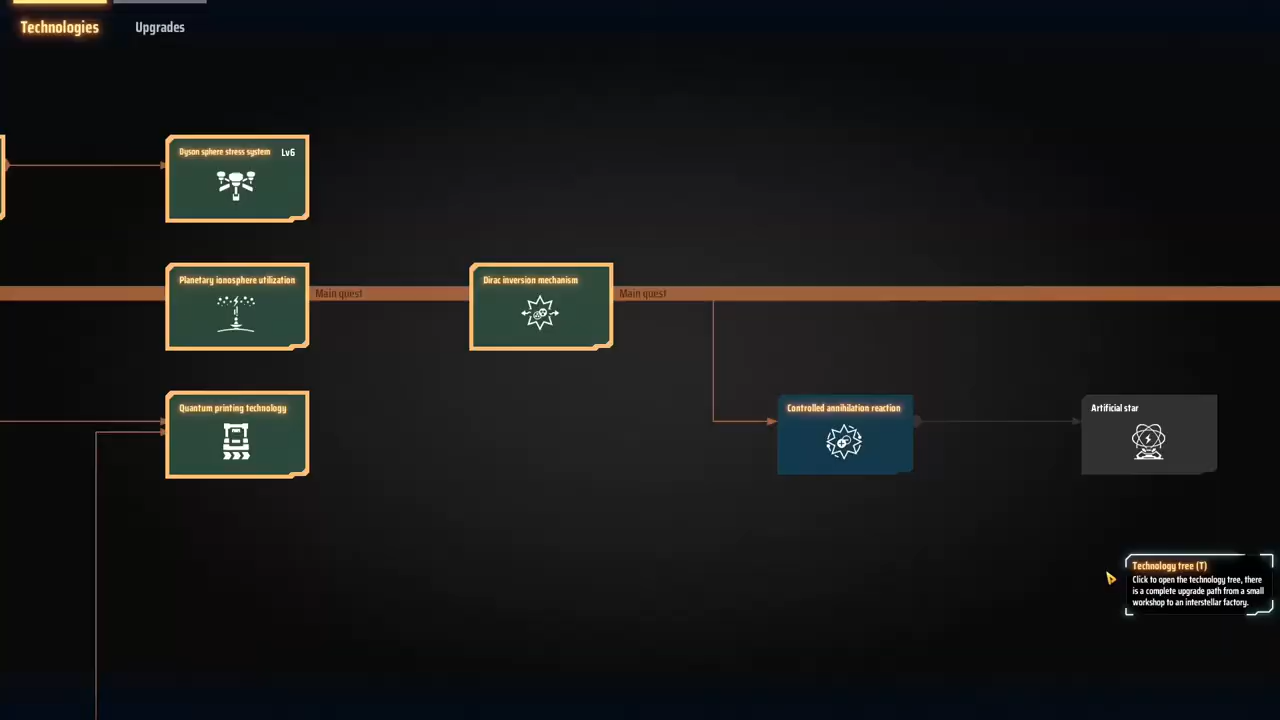 Technologies
Upgrades
Dyson sphere stress system
Lv6
Planetary ionosphere utilization
Main quest
Dirac inversion mechanism
Main quest
Quantum printing technology
Controlled annihilation reaction
Artificial star
Technology tree (T)
Click to open the technology tree, there
is a complete upgrade path from a small
workshop to an interstellar factory.